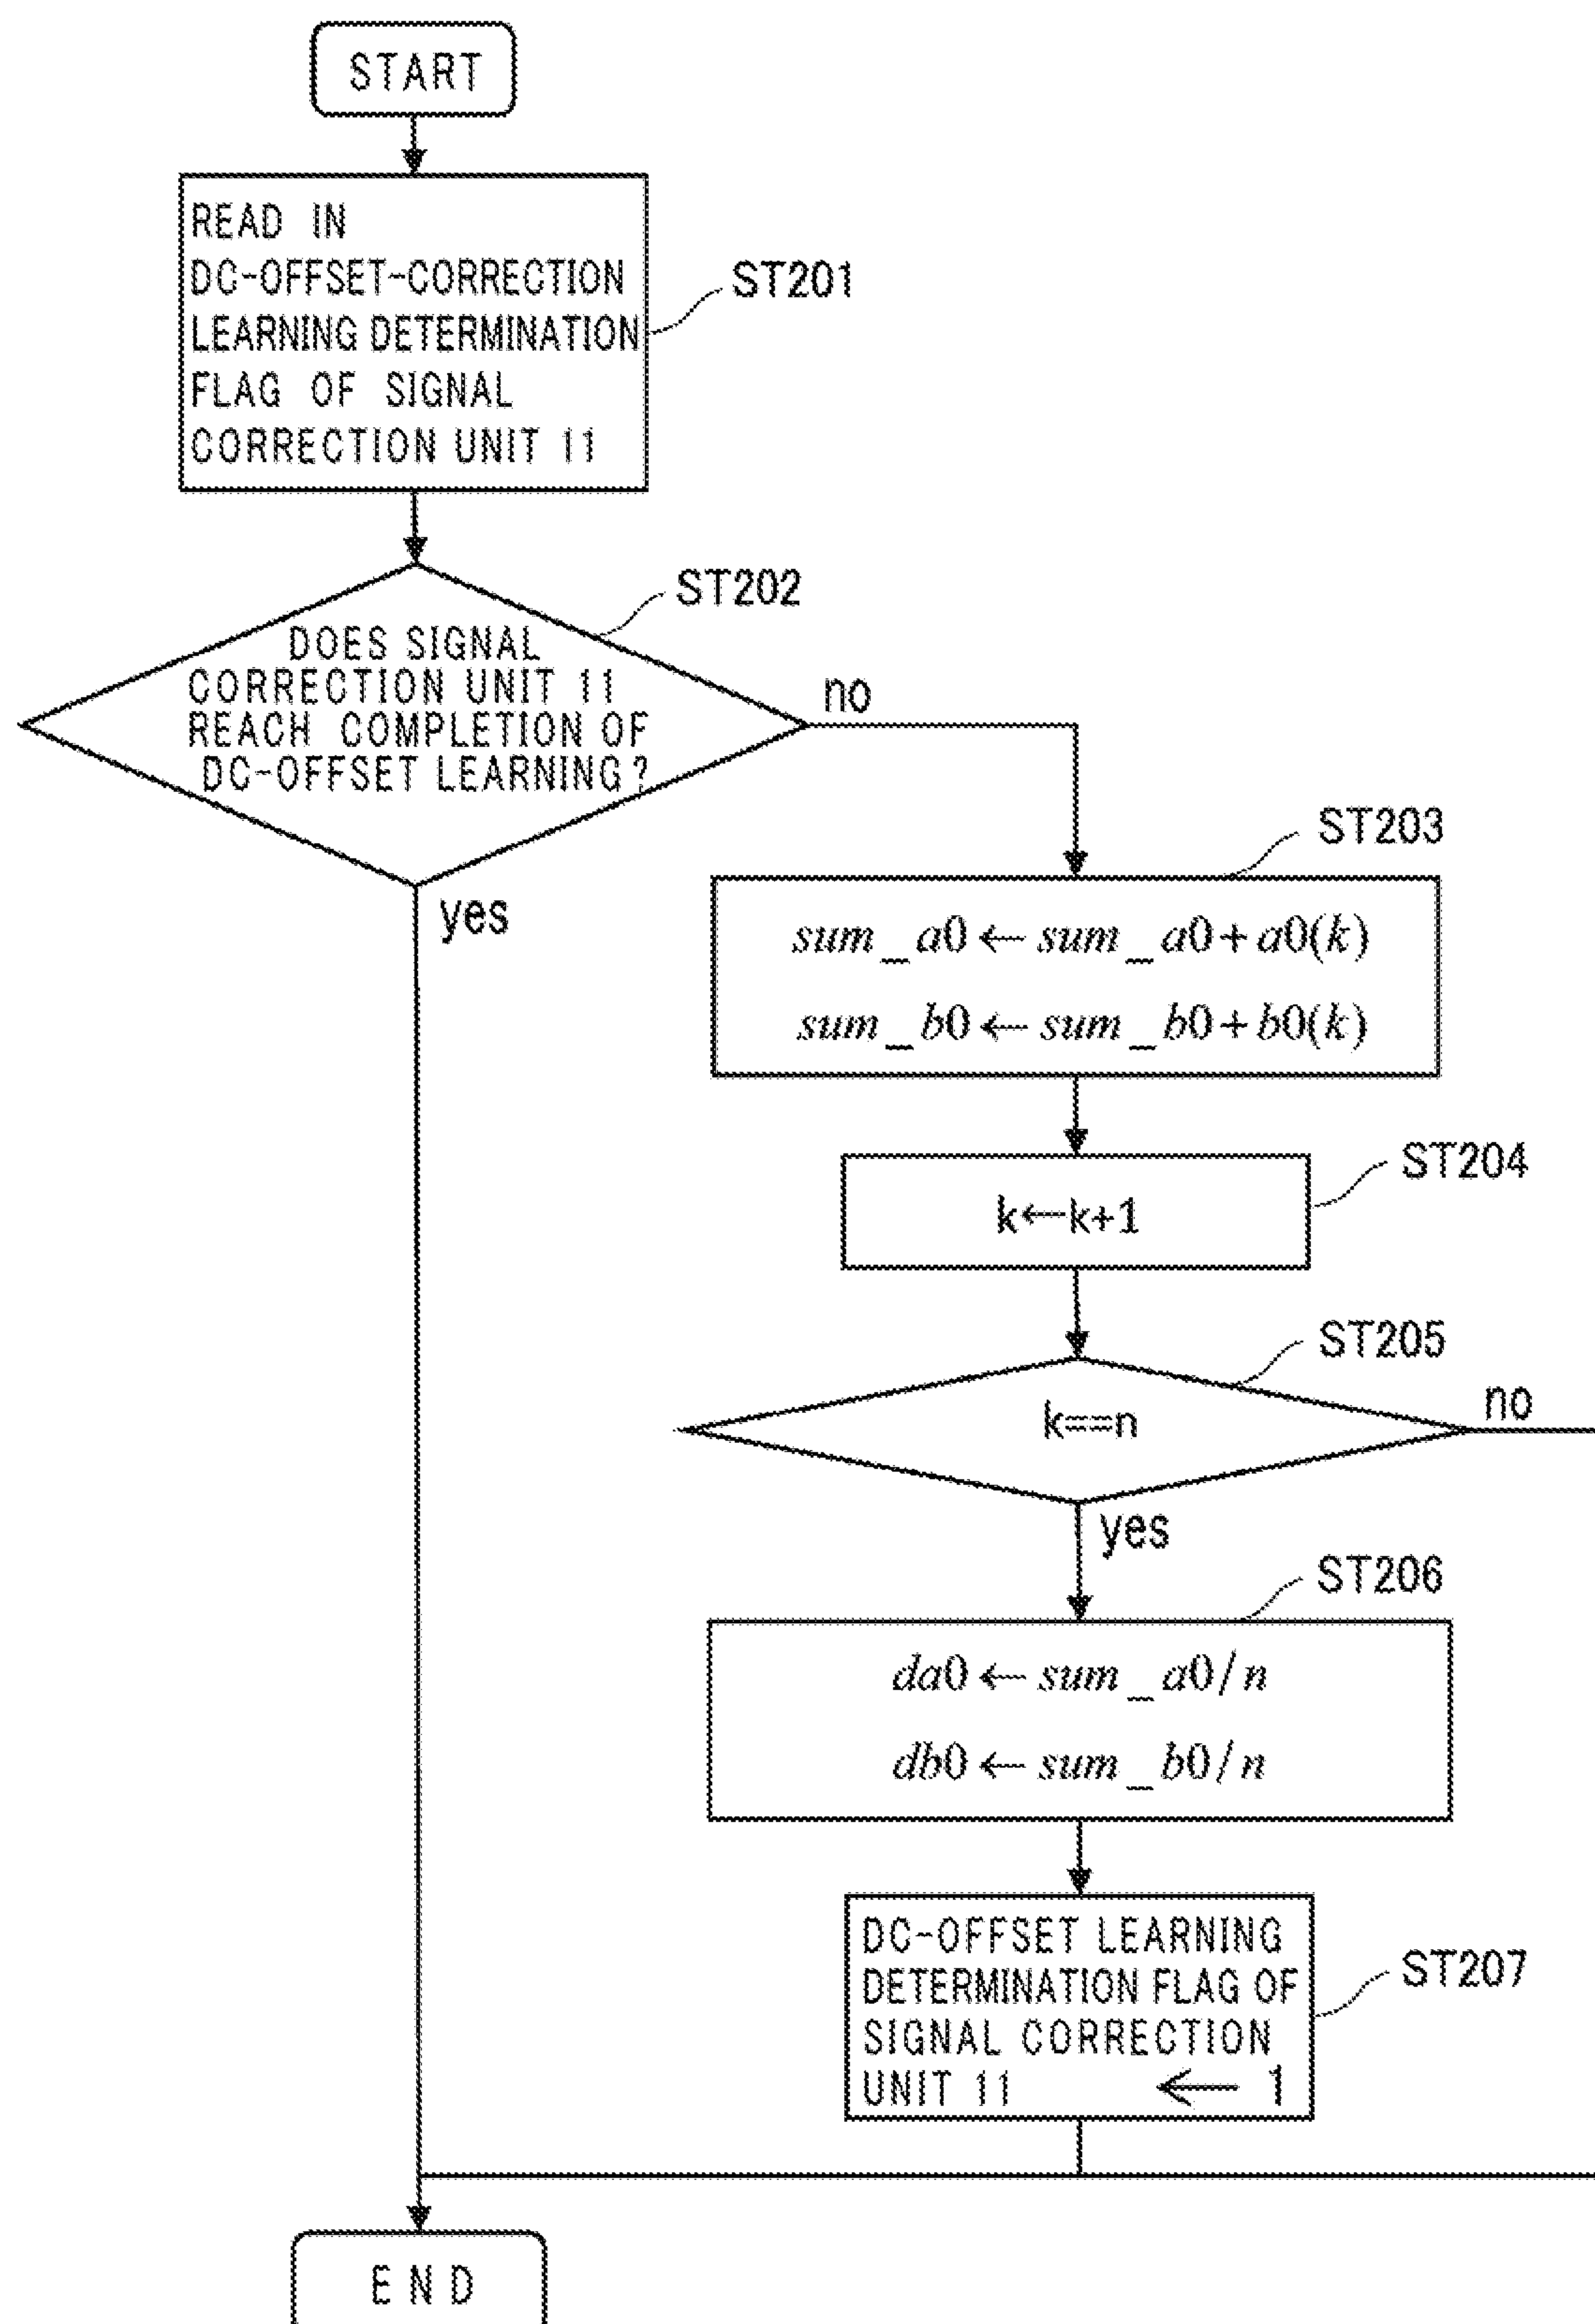 START
READ IN
DC-OFFSET-CORRECTION
LEARNING DETERMINATION
FLAG OF SIGNAL
CORRECTION UNIT 11
ST201
ST202
DOES SIGNAL
CORRECTION UNIT 11
REACH COMPLETION OF
DC-OFFSET LEARNING?
no
yes
ST203
sum_a0←sum_a0+a0(k)
sum_b0←sum_b0+b0(k)
ST204
k←k+1
ST205
k==n
no
yes
ST206
da0←sum_a0/n
db0←sum_b0/n
DC-OFFSET LEARNING
DETERMINATION FLAG OF
SIGNAL CORRECTION
UNIT 11 ← 1
ST207
END